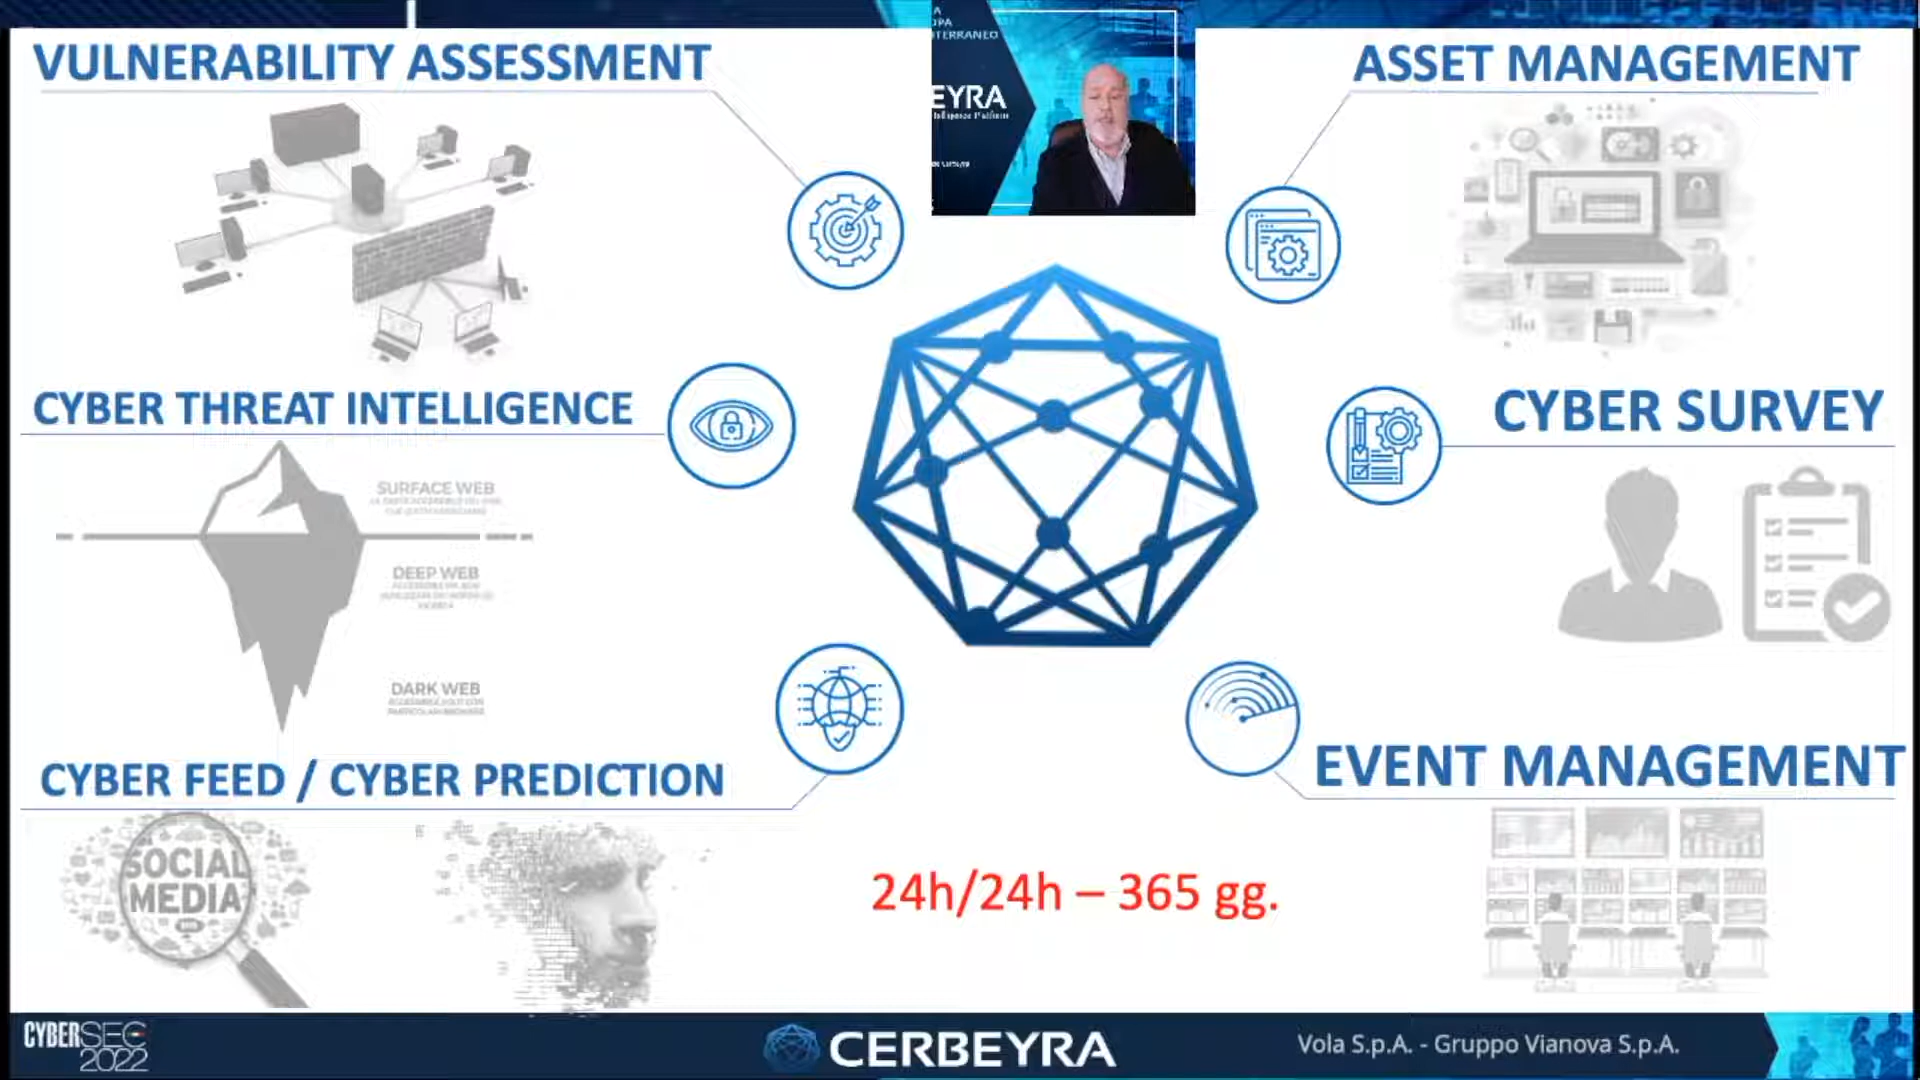 VULNERABILITY ASSESSMENT
ASSET MANAGEMENT
EYRA
CYBER THREAT INTELLIGENCE
CYBER SURVEY
SURFACE WEB
DEEP WEB
DARK WEB
CYBER FEED / CYBER PREDICTION
EVENT MANAGEMENT
SOCIAL
MEDIA
24h/24h – 365 gg.
CYBERSEC
2022
CERBEYRA
Vola S.p.A. - Gruppo Vianova S.p.A.